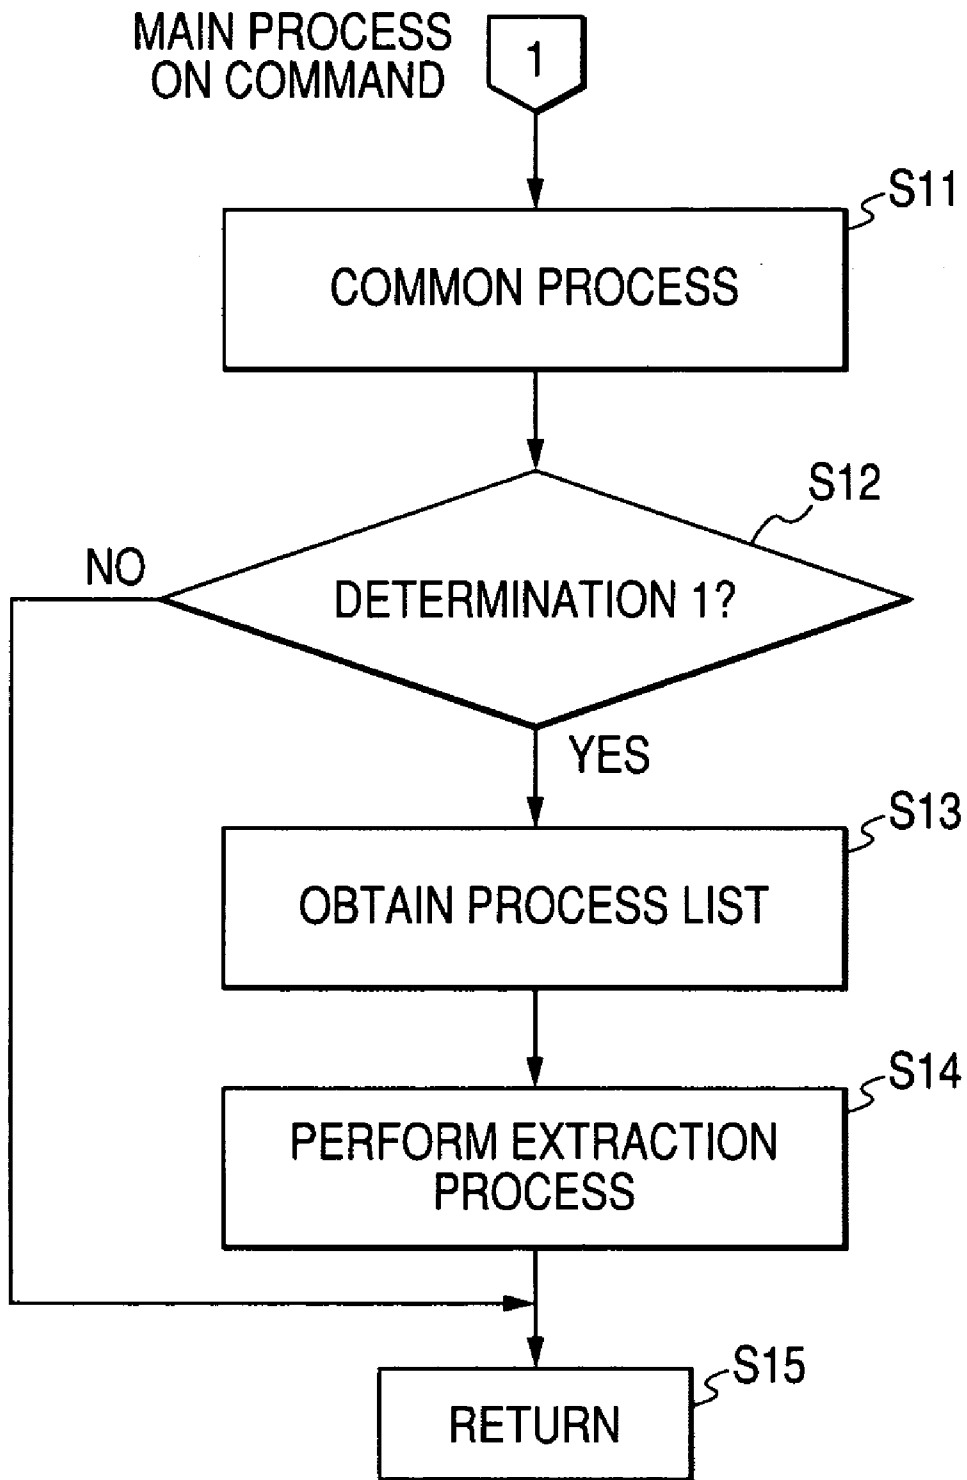 MAIN PROCESS
ON COMMAND
1
S11
COMMON PROCESS
S12
NO
DETERMINATION 1?
YES
S13
OBTAIN PROCESS LIST
S14
PERFORM EXTRACTION
PROCESS
S15
RETURN